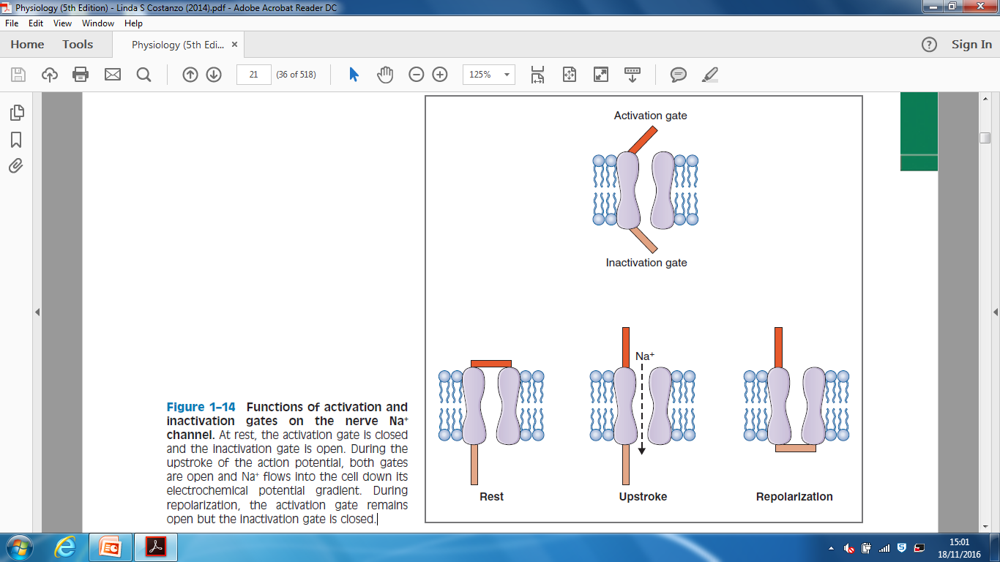 Physiology (5th Edition) - Linda S Costanzo (2014).pdf - Adobe Acrobat Reader DC
File Edit View Window Help
Home Tools Physiology (5th Edi... × ? Sign In
21 (36 of 518) 125%
Activation gate
Inactivation gate
Na⁺
Rest Upstroke Repolarization
Figure 1–14 Functions of activation and
inactivation gates on the nerve Na⁺
channel. At rest, the activation gate is closed
and the inactivation gate is open. During the
upstroke of the action potential, both gates
are open and Na⁺ flows into the cell down its
electrochemical potential gradient. During
repolarization, the activation gate remains
open but the inactivation gate is closed.
15:01
18/11/2016